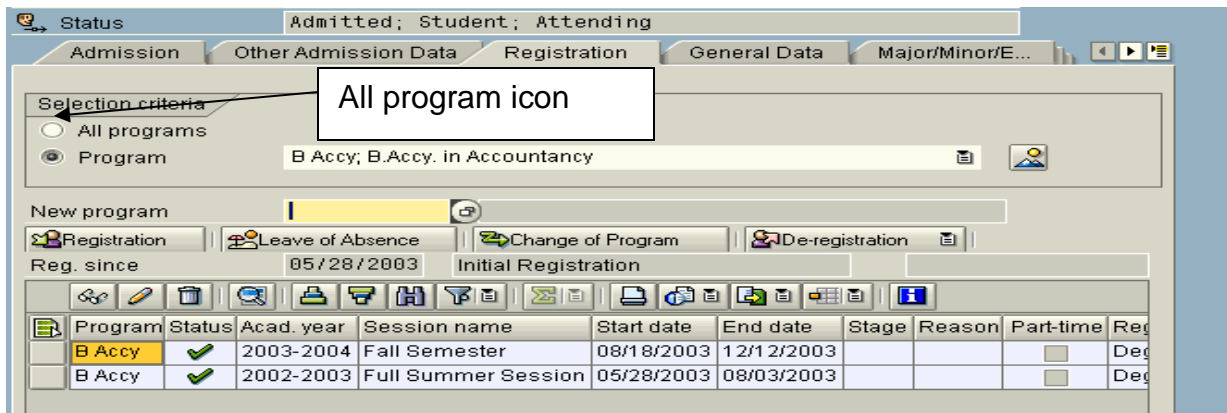 Status Admitted; Student; Attending
Admission Other Admission Data Registration General Data Major/Minor/E...
All program icon
Selection criteria
All programs
Program B Accy; B.Accy. in Accountancy
New program
Registration Leave of Absence Change of Program De-registration
Reg. since 05/28/2003 Initial Registration
Program Status Acad. year Session name Start date End date Stage Reason Part-time Reg
B Accy 2003-2004 Fall Semester 08/18/2003 12/12/2003 Deg
B Accy 2002-2003 Full Summer Session 05/28/2003 08/03/2003 Deg